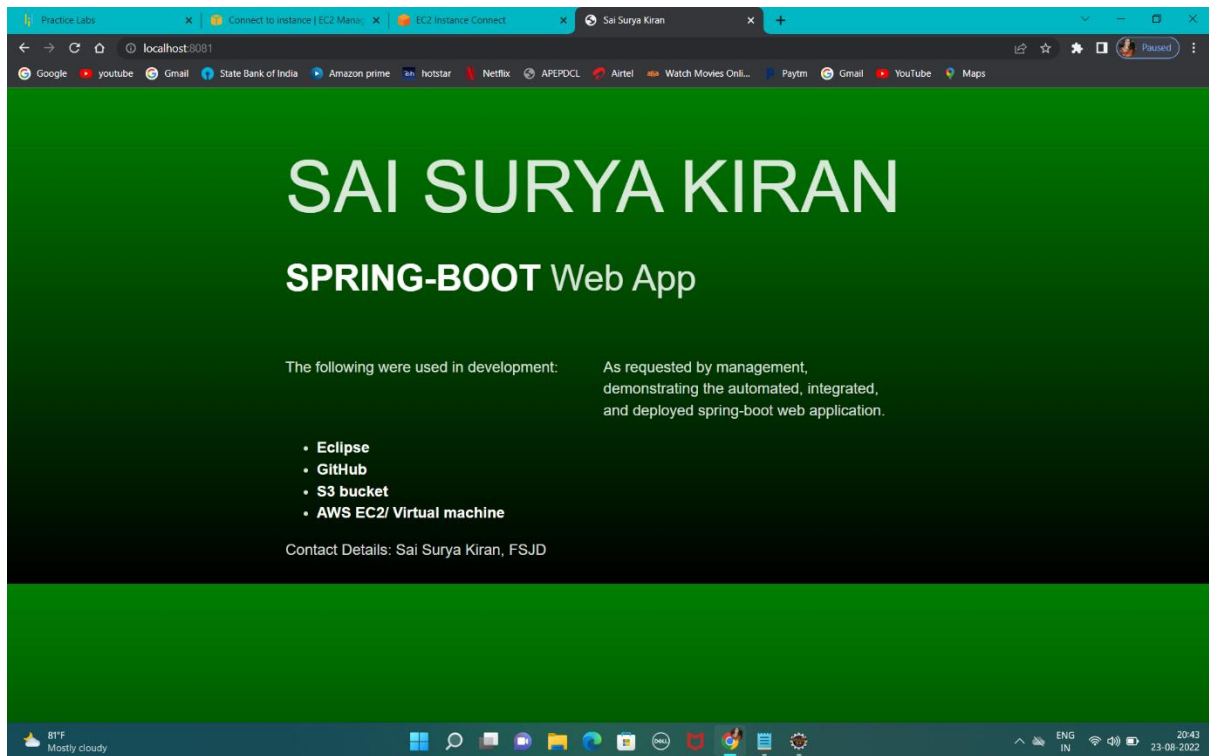 Practice Labs
Connect to instance | EC2 Manag
EC2 Instance Connect
Sai Surya Kiran
localhost:8081
Paused
Google
youtube
Gmail
State Bank of India
Amazon prime
hotstar
Netflix
APEPDCL
Airtel
Watch Movies Onli...
Paytm
Gmail
YouTube
Maps
SAI SURYA KIRAN
SPRING-BOOT Web App
The following were used in development:
As requested by management,
demonstrating the automated, integrated,
and deployed spring-boot web application.
• Eclipse
• GitHub
• S3 bucket
• AWS EC2/ Virtual machine
Contact Details: Sai Surya Kiran, FSJD
81°F
Mostly cloudy
DELL
ENG
IN
20:43
23-08-2022